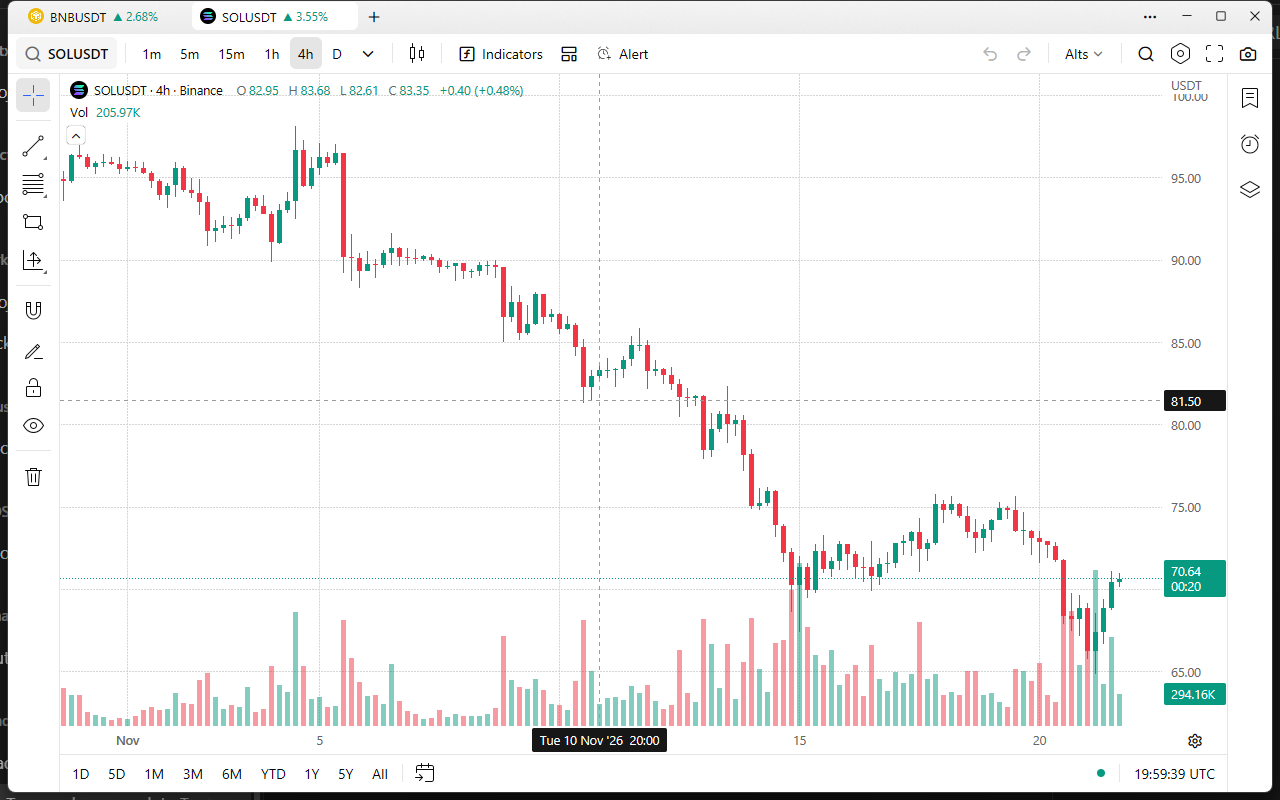 BNBUSDT ▲ 2.68% SOLUSDT ▲ 3.55%
SOLUSDT 1m 5m 15m 1h 4h D Indicators Alert Alts
SOLUSDT · 4h · Binance O 82.95 H 83.68 L 82.61 C 83.35 +0.40 (+0.48%)
Vol 205.97K
USDT
100.00
95.00
90.00
85.00
81.50
80.00
75.00
70.64
00:20
65.00
294.16K
Nov 5 Tue 10 Nov '26 20:00 15 20
1D 5D 1M 3M 6M YTD 1Y 5Y All 19:59:39 UTC